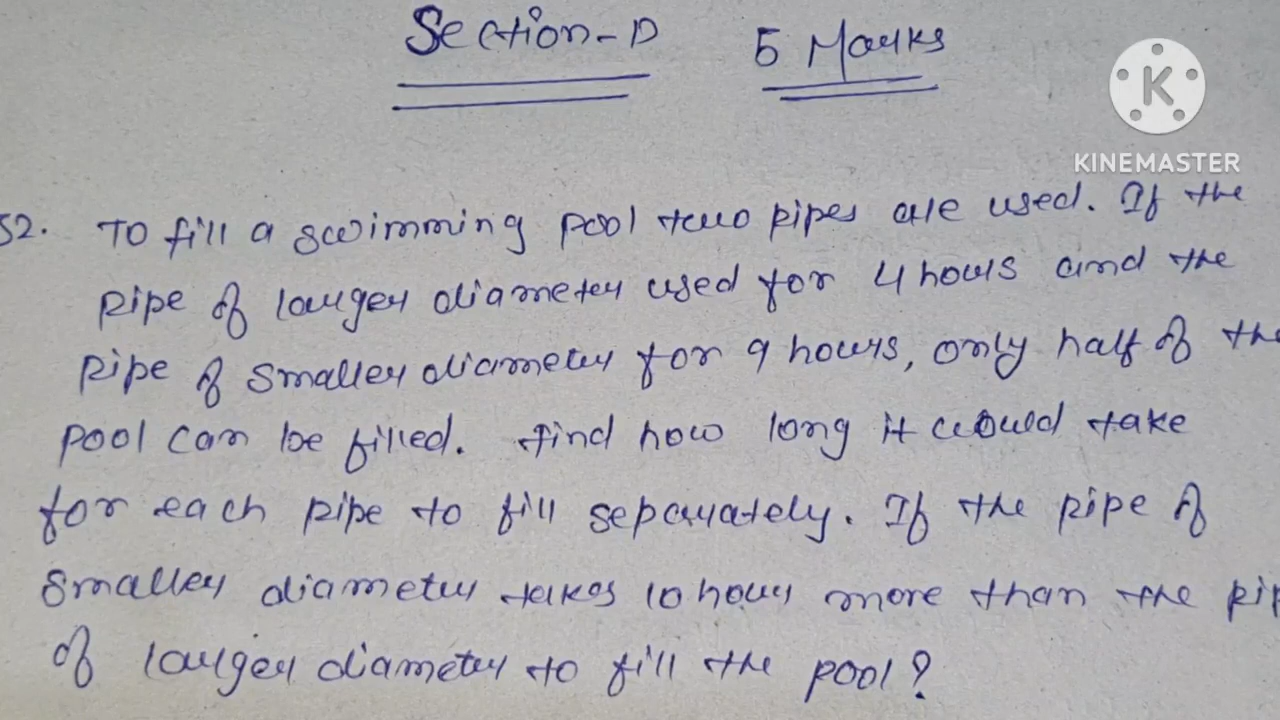 Section-D 5 Marks
K
KINEMASTER
52. To fill a swimming pool two pipes are used. If the
pipe of larger diameter used for 4 hours and the
pipe of smaller diameter for 9 hours, only half of the
pool can be filled. find how long it would take
for each pipe to fill separately. If the pipe of
smaller diameter takes 10 hours more than the pip
of larger diameter to fill the pool?